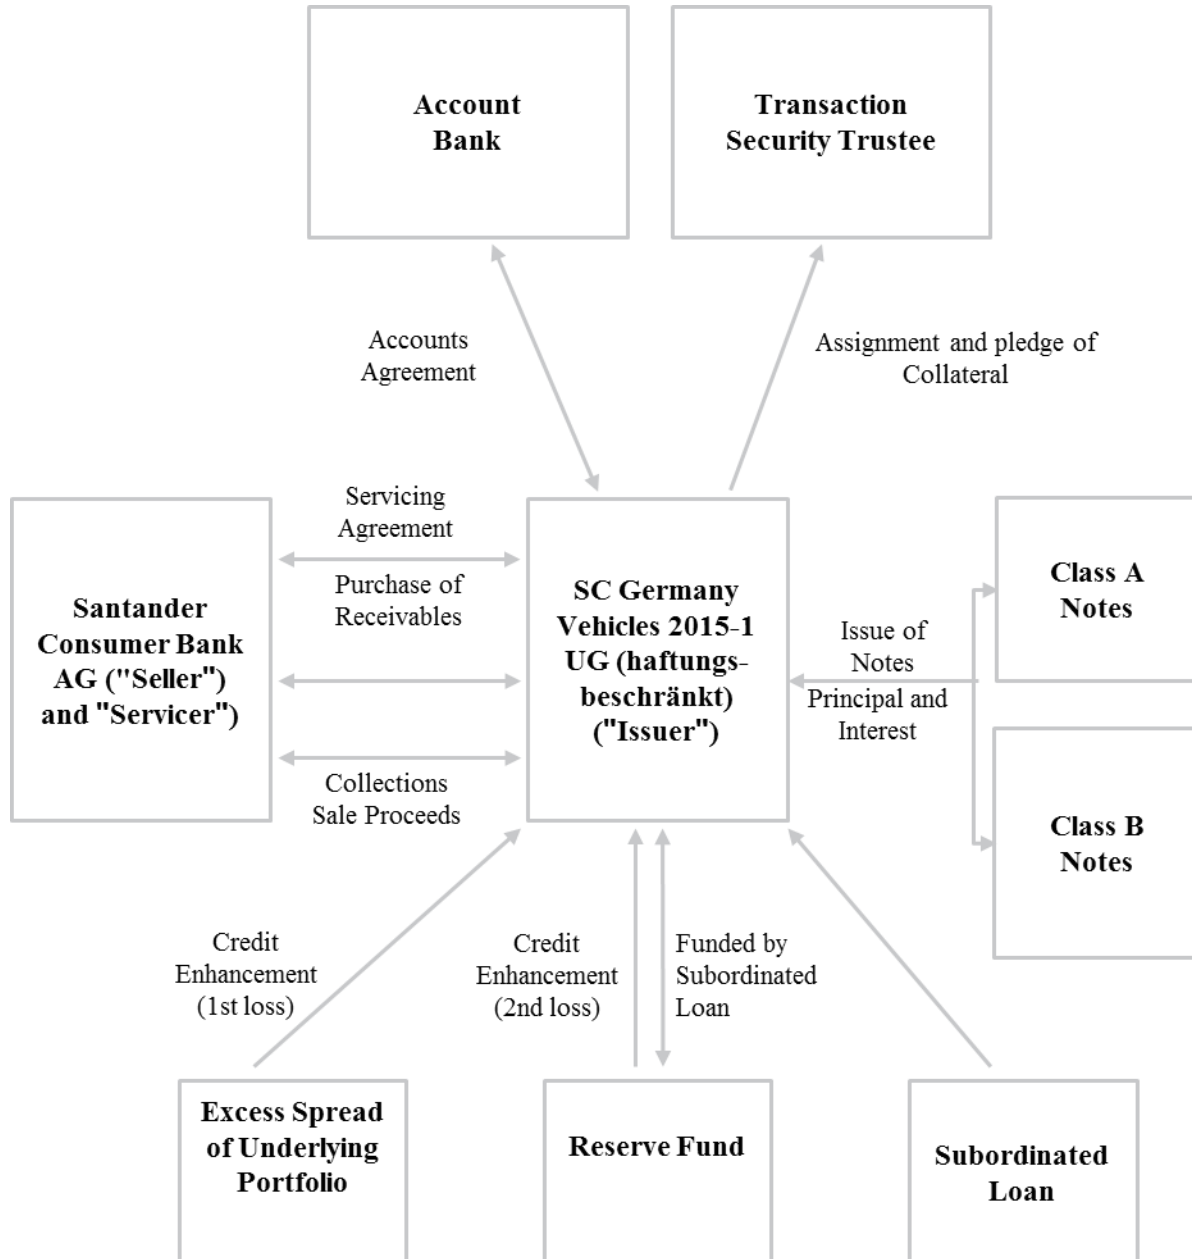 Account
Bank
Transaction
Security Trustee
Accounts
Agreement
Assignment and pledge of
Collateral
Santander
Consumer Bank
AG ("Seller")
and "Servicer")
Servicing
Agreement
Purchase of
Receivables
Collections
Sale Proceeds
SC Germany
Vehicles 2015-1
UG (haftungs-
beschränkt)
("Issuer")
Issue of
Notes
Principal and
Interest
Class A
Notes
Class B
Notes
Credit
Enhancement
(1st loss)
Credit
Enhancement
(2nd loss)
Funded by
Subordinated
Loan
Excess Spread
of Underlying
Portfolio
Reserve Fund
Subordinated
Loan